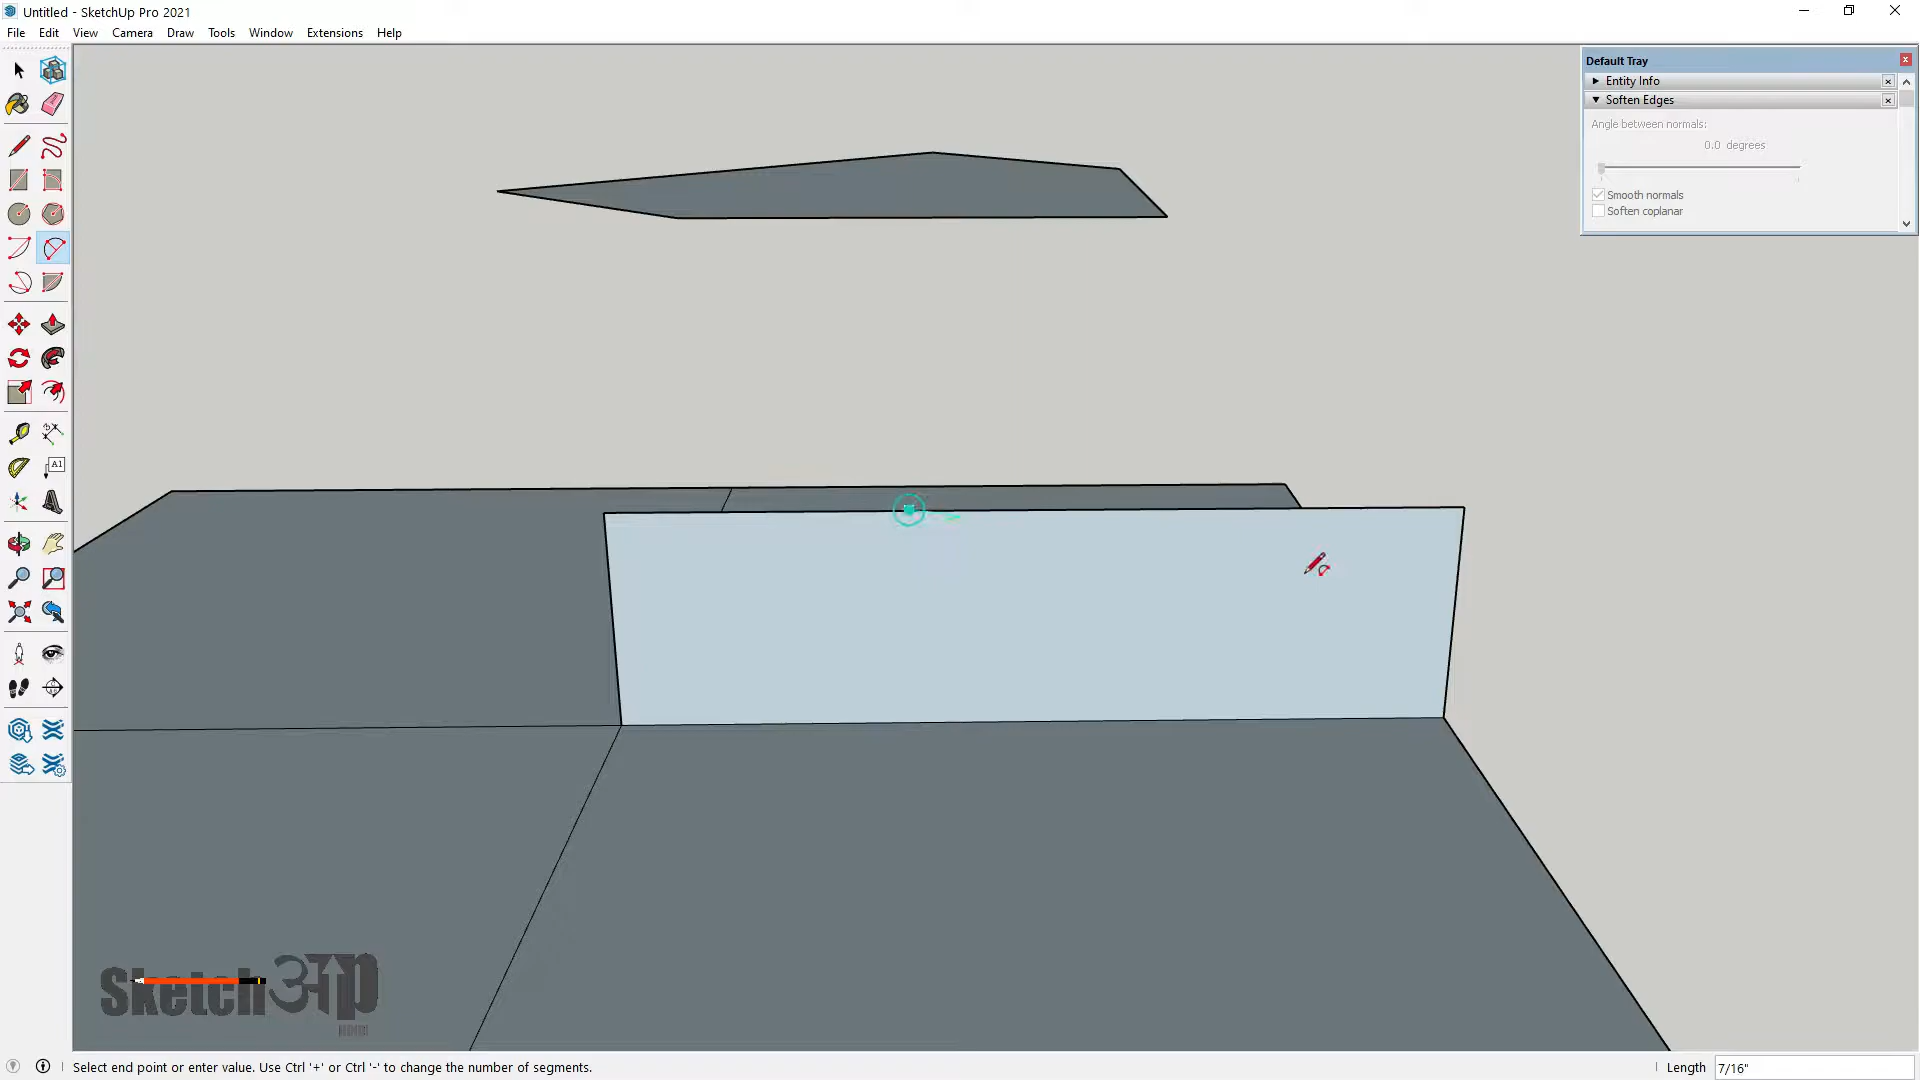 Untitled - SketchUp Pro 2021
File Edit View Camera Draw Tools Window Extensions Help
Default Tray
Entity Info
Soften Edges
Angle between normals:
0.0 degrees
Smooth normals
Soften coplanar
A1
Sketchअप
Select end point or enter value. Use Ctrl '+' or Ctrl '-' to change the number of segments.
Length 7/16"